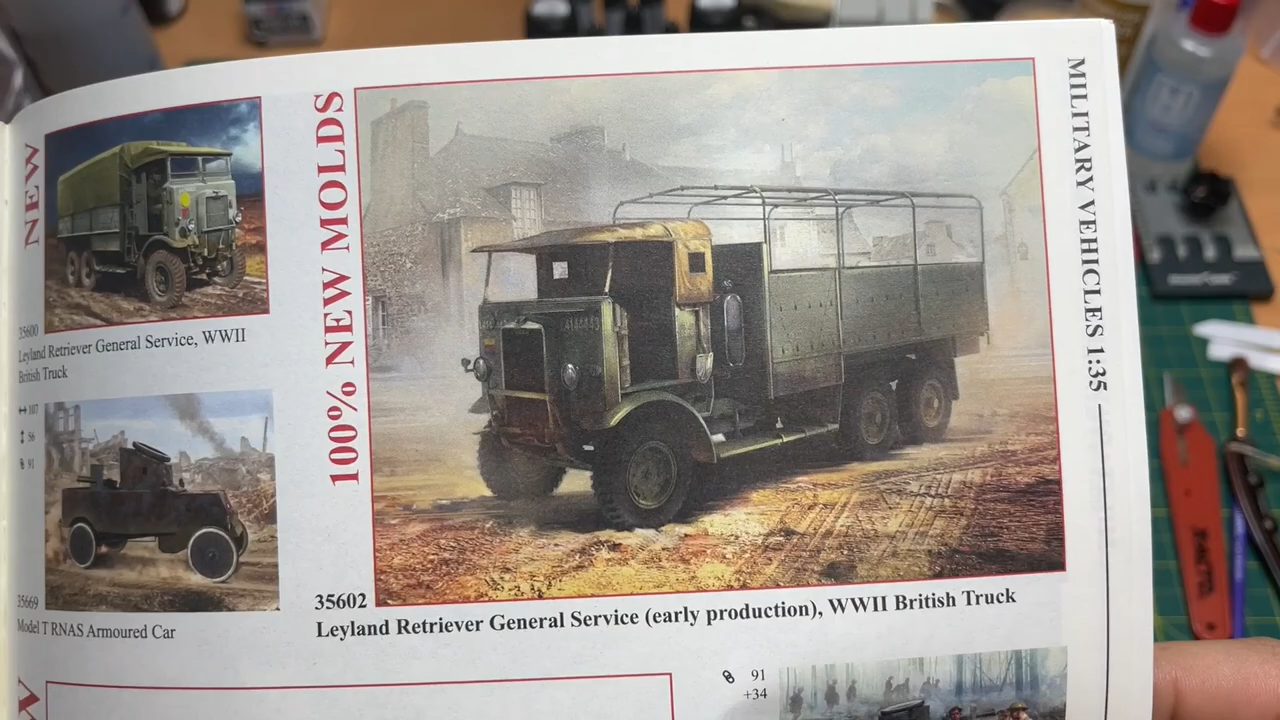 NEW
35600
Leyland Retriever General Service, WWII
British Truck
107
56
91
35669
Model T RNAS Armoured Car
100% NEW MOLDS
35602
Leyland Retriever General Service (early production), WWII British Truck
MILITARY VEHICLES 1:35
91
+34